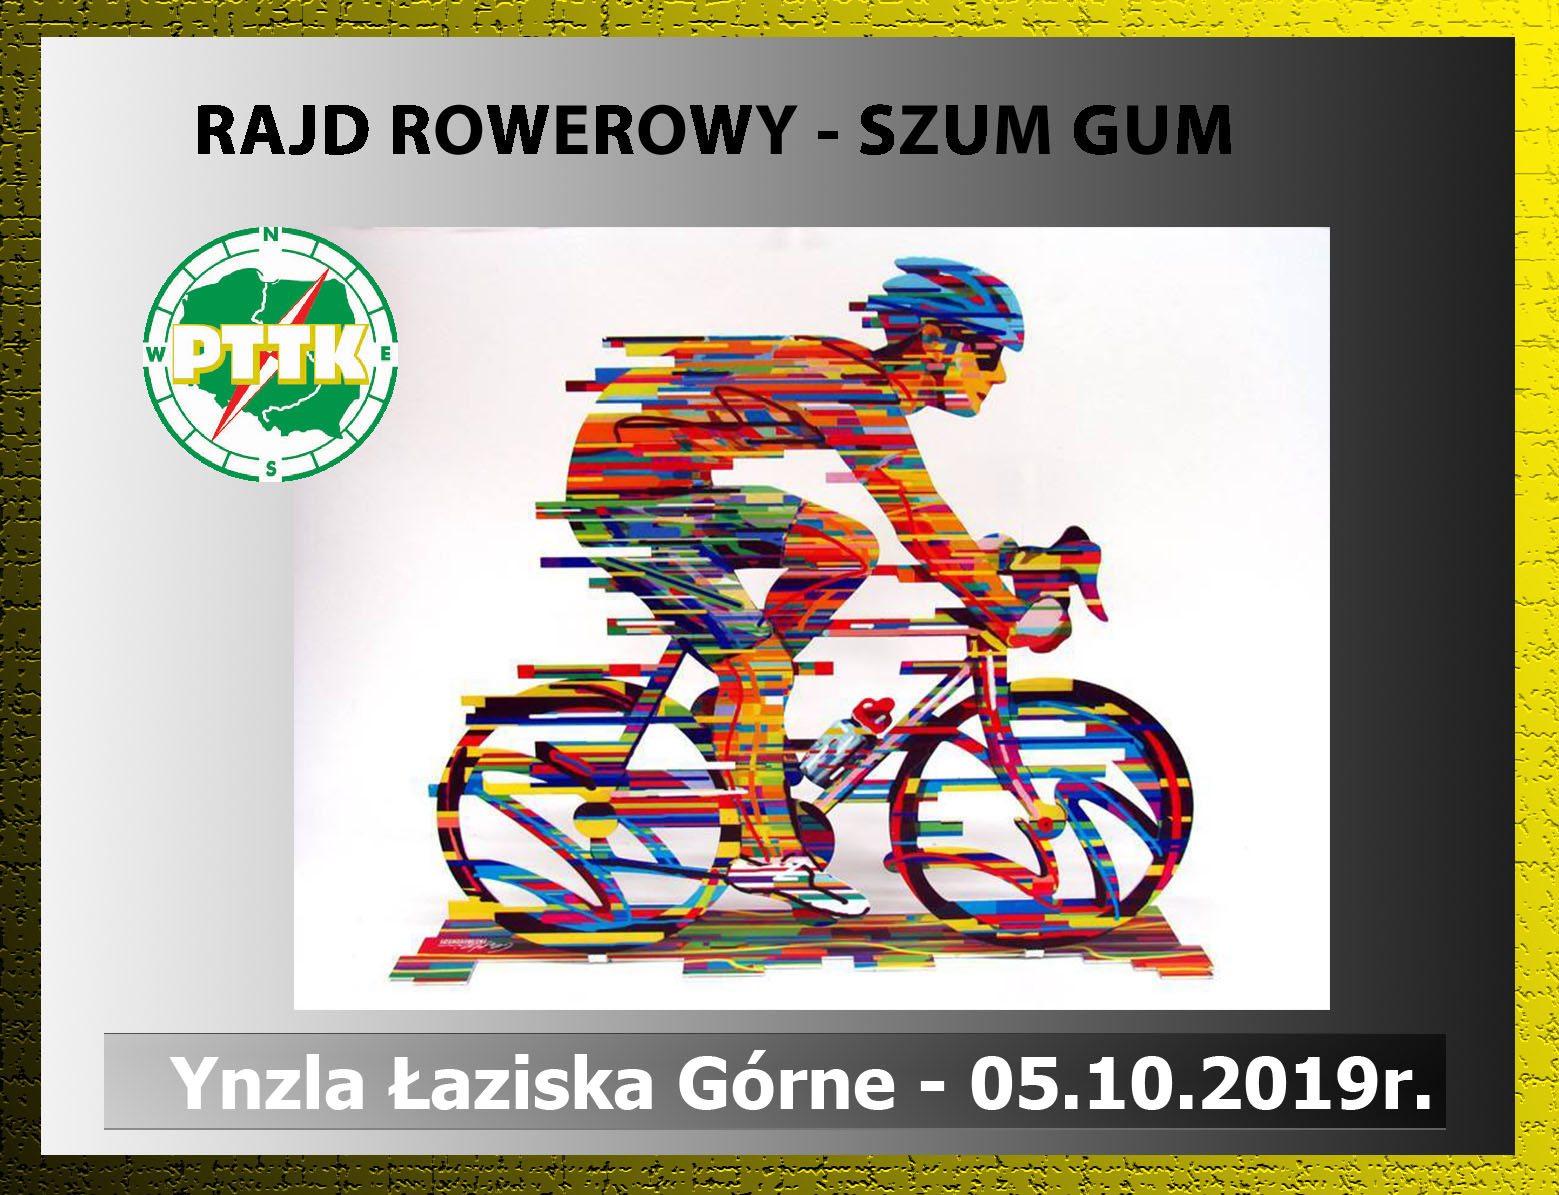 RAJD ROWEROWY - SZUM GUM
N
W PTTK E
S
Ynzla Łaziska Górne - 05.10.2019r.